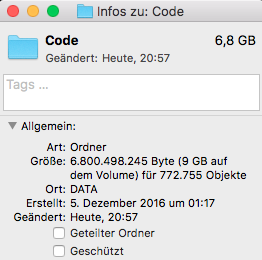 Infos zu: Code
Code 6,8 GB
Geändert: Heute, 20:57
Tags ...
Allgemein:
Art: Ordner
Größe: 6.800.498.245 Byte (9 GB auf
dem Volume) für 772.755 Objekte
Ort: DATA
Erstellt: 5. Dezember 2016 um 01:17
Geändert: Heute, 20:57
Geteilter Ordner
Geschützt